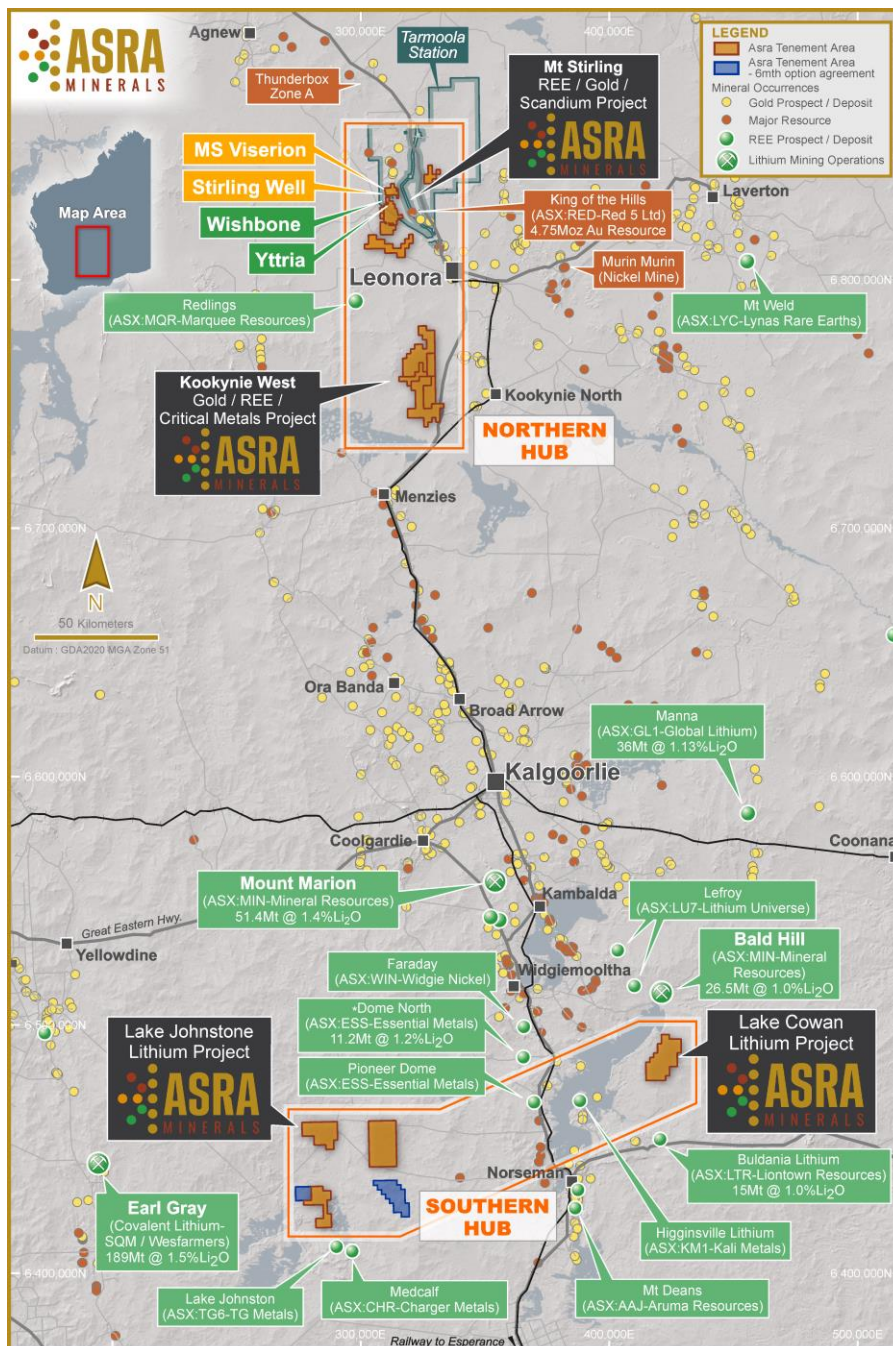 ASRA
MINERALS
Agnew
300,000E
400,000E
Tarmoola
Station
Thunderbox
Zone A
Mt Stirling
REE / Gold /
Scandium Project
ASRA
MINERALS
LEGEND
Asra Tenement Area
Asra Tenement Area
- 6mth option agreement
Mineral Occurrences
Gold Prospect / Deposit
Major Resource
REE Prospect / Deposit
Lithium Mining Operations
Map Area
MS Viserion
Stirling Well
Wishbone
Yttria
King of the Hills
(ASX:RED-Red 5 Ltd)
4.75Moz Au Resource
Laverton
Leonora
Murin Murin
(Nickel Mine)
6,800,000N
Redlings
(ASX:MQR-Marquee Resources)
Mt Weld
(ASX:LYC-Lynas Rare Earths)
Kookynie West
Gold / REE /
Critical Metals Project
ASRA
MINERALS
Kookynie North
NORTHERN
HUB
Menzies
6,700,000N
6,700,000N
N
50 Kilometers
Datum : GDA2020 MGA Zone 51
Ora Banda
Broad Arrow
Manna
(ASX:GL1-Global Lithium)
36Mt @ 1.13%Li₂O
6,600,000N
6,600,000N
Kalgoorlie
Coolgardie
Coonana
Mount Marion
(ASX:MIN-Mineral Resources)
51.4Mt @ 1.4%Li₂O
Kambalda
Great Eastern Hwy.
Yellowdine
Lefroy
(ASX:LU7-Lithium Universe)
Bald Hill
(ASX:MIN-Mineral
Resources)
26.5Mt @ 1.0%Li₂O
Widgiemooltha
Faraday
(ASX:WIN-Widgie Nickel)
*Dome North
(ASX:ESS-Essential Metals)
11.2Mt @ 1.2%Li₂O
Pioneer Dome
(ASX:ESS-Essential Metals)
Lake Johnstone
Lithium Project
ASRA
MINERALS
Lake Cowan
Lithium Project
ASRA
MINERALS
Norseman
Buldania Lithium
(ASX:LTR-Liontown Resources)
15Mt @ 1.0%Li₂O
Earl Gray
(Covalent Lithium-
SQM / Wesfarmers)
189Mt @ 1.5%Li₂O
SOUTHERN
HUB
Higginsville Lithium
(ASX:KM1-Kali Metals)
6,400,000N
6,400,000N
Lake Johnston
(ASX:TG6-TG Metals)
Medcalf
(ASX:CHR-Charger Metals)
Mt Deans
(ASX:AAJ-Aruma Resources)
300,000E
400,000E
500,000E
Railway to Esperance